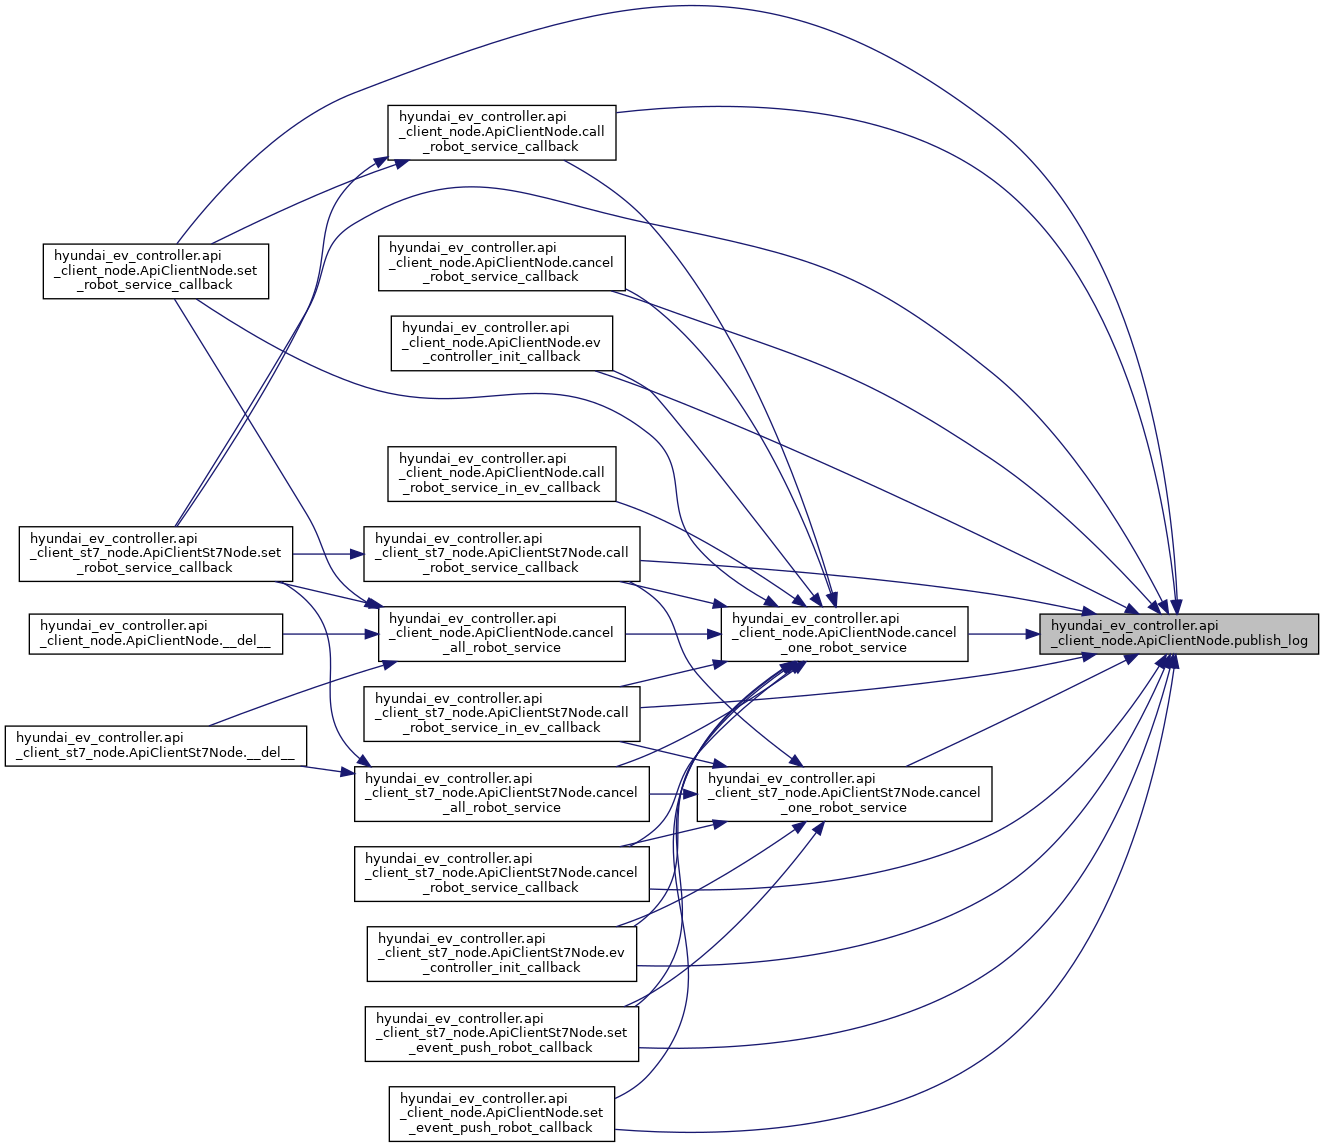 hyundai_ev_controller.api
_client_node.ApiClientNode.call
_robot_service_callback
hyundai_ev_controller.api
_client_node.ApiClientNode.set
_robot_service_callback
hyundai_ev_controller.api
_client_node.ApiClientNode.cancel
_robot_service_callback
hyundai_ev_controller.api
_client_node.ApiClientNode.ev
_controller_init_callback
hyundai_ev_controller.api
_client_node.ApiClientNode.call
_robot_service_in_ev_callback
hyundai_ev_controller.api
_client_st7_node.ApiClientSt7Node.set
_robot_service_callback
hyundai_ev_controller.api
_client_st7_node.ApiClientSt7Node.call
_robot_service_callback
hyundai_ev_controller.api
_client_node.ApiClientNode.__del__
hyundai_ev_controller.api
_client_node.ApiClientNode.cancel
_all_robot_service
hyundai_ev_controller.api
_client_node.ApiClientNode.cancel
_one_robot_service
hyundai_ev_controller.api
_client_node.ApiClientNode.publish_log
hyundai_ev_controller.api
_client_st7_node.ApiClientSt7Node.call
_robot_service_in_ev_callback
hyundai_ev_controller.api
_client_st7_node.ApiClientSt7Node.__del__
hyundai_ev_controller.api
_client_st7_node.ApiClientSt7Node.cancel
_all_robot_service
hyundai_ev_controller.api
_client_st7_node.ApiClientSt7Node.cancel
_one_robot_service
hyundai_ev_controller.api
_client_st7_node.ApiClientSt7Node.cancel
_robot_service_callback
hyundai_ev_controller.api
_client_st7_node.ApiClientSt7Node.ev
_controller_init_callback
hyundai_ev_controller.api
_client_st7_node.ApiClientSt7Node.set
_event_push_robot_callback
hyundai_ev_controller.api
_client_node.ApiClientNode.set
_event_push_robot_callback